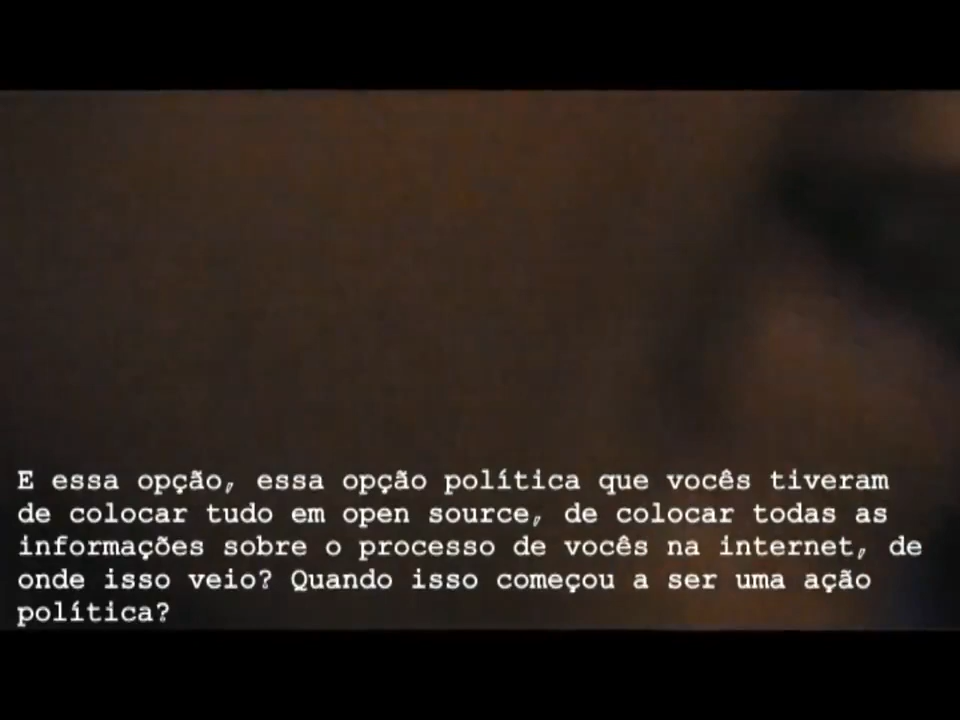 E essa opção, essa opção política que vocês tiveram
de colocar tudo em open source, de colocar todas as
informações sobre o processo de vocês na internet, de
onde isso veio? Quando isso começou a ser uma ação
política?